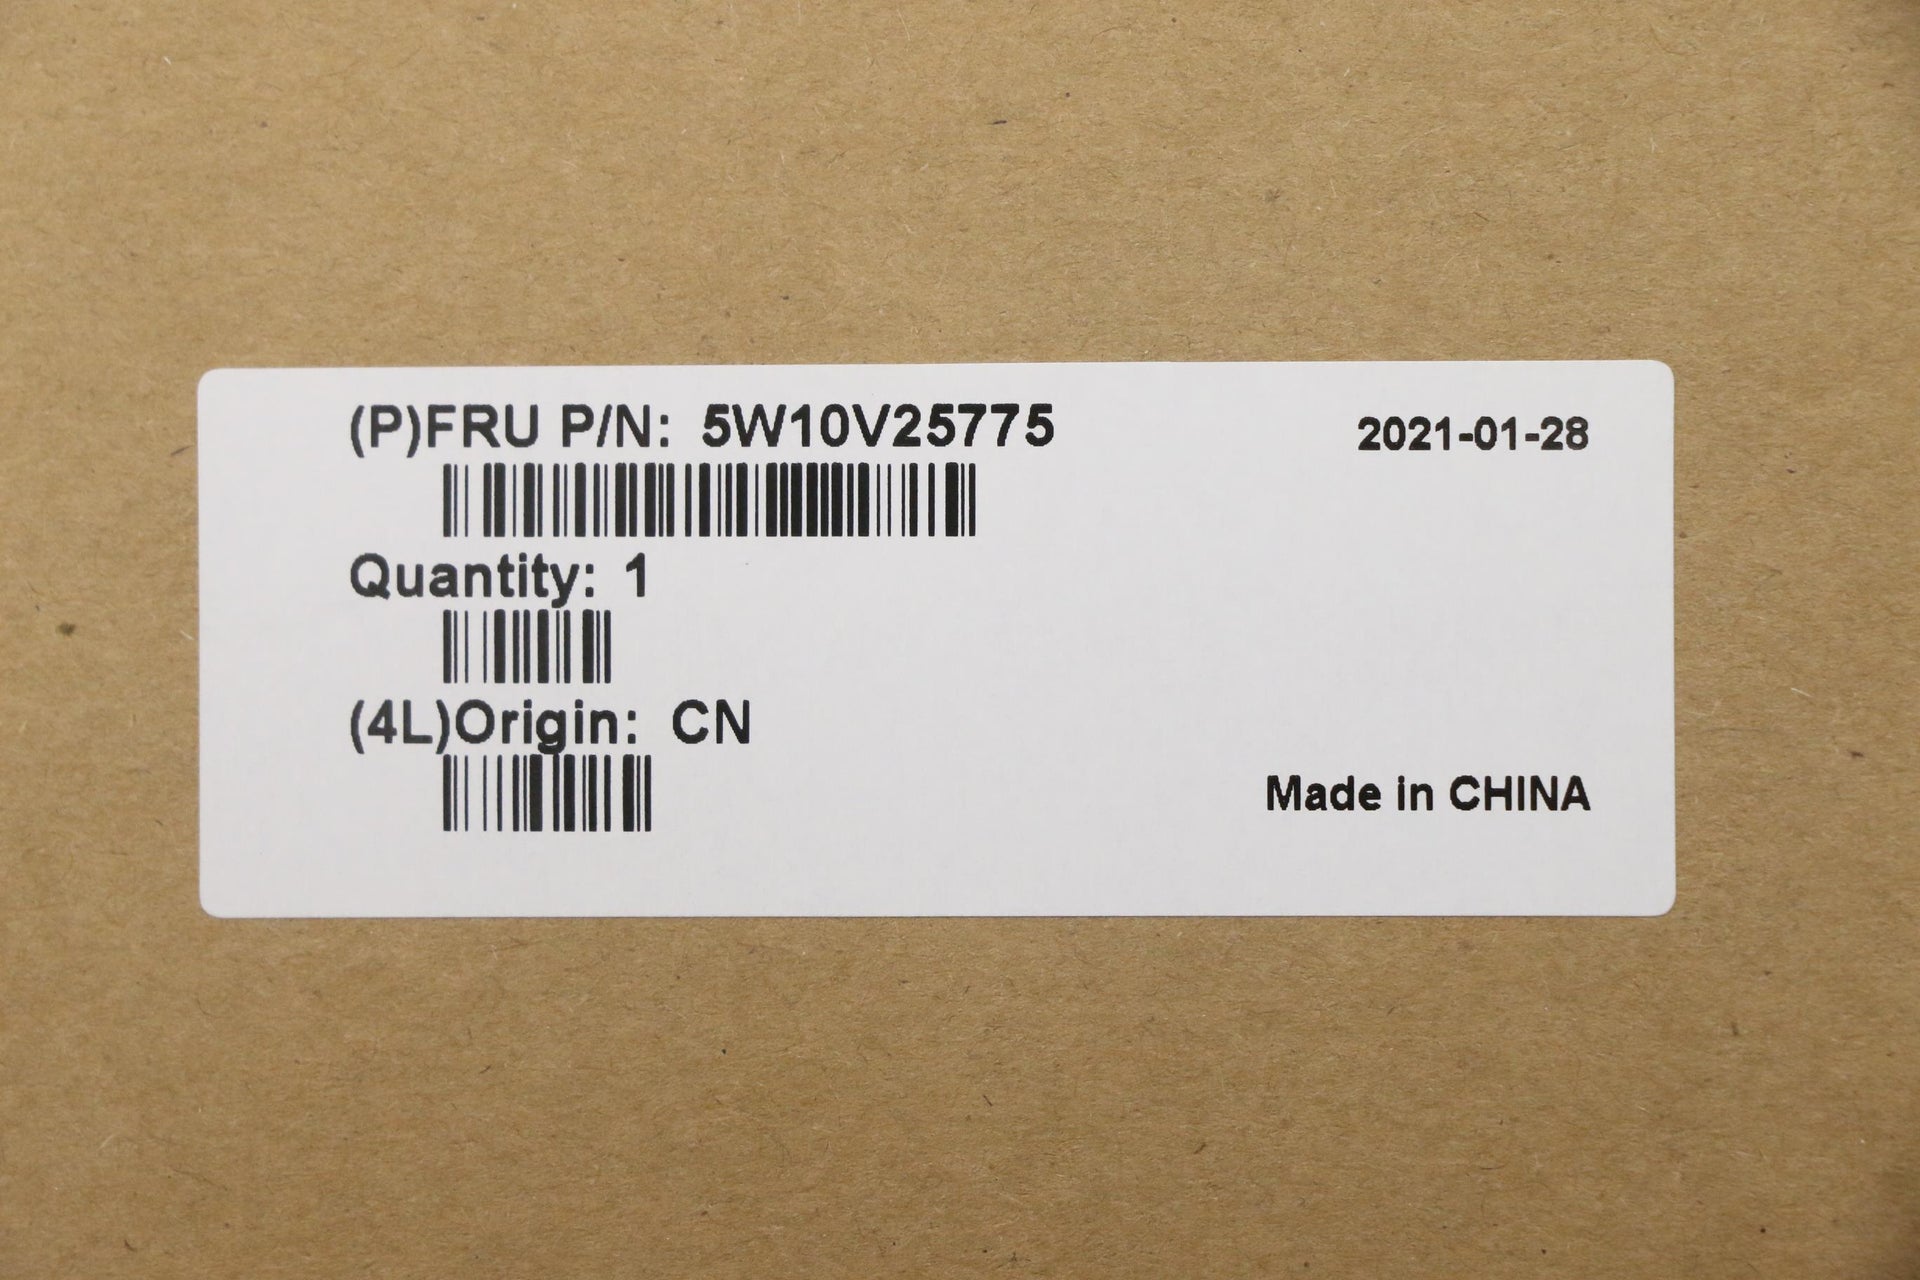 (P)FRU P/N: 5W10V25775
2021-01-28
Quantity: 1
(4L)Origin: CN
Made in CHINA